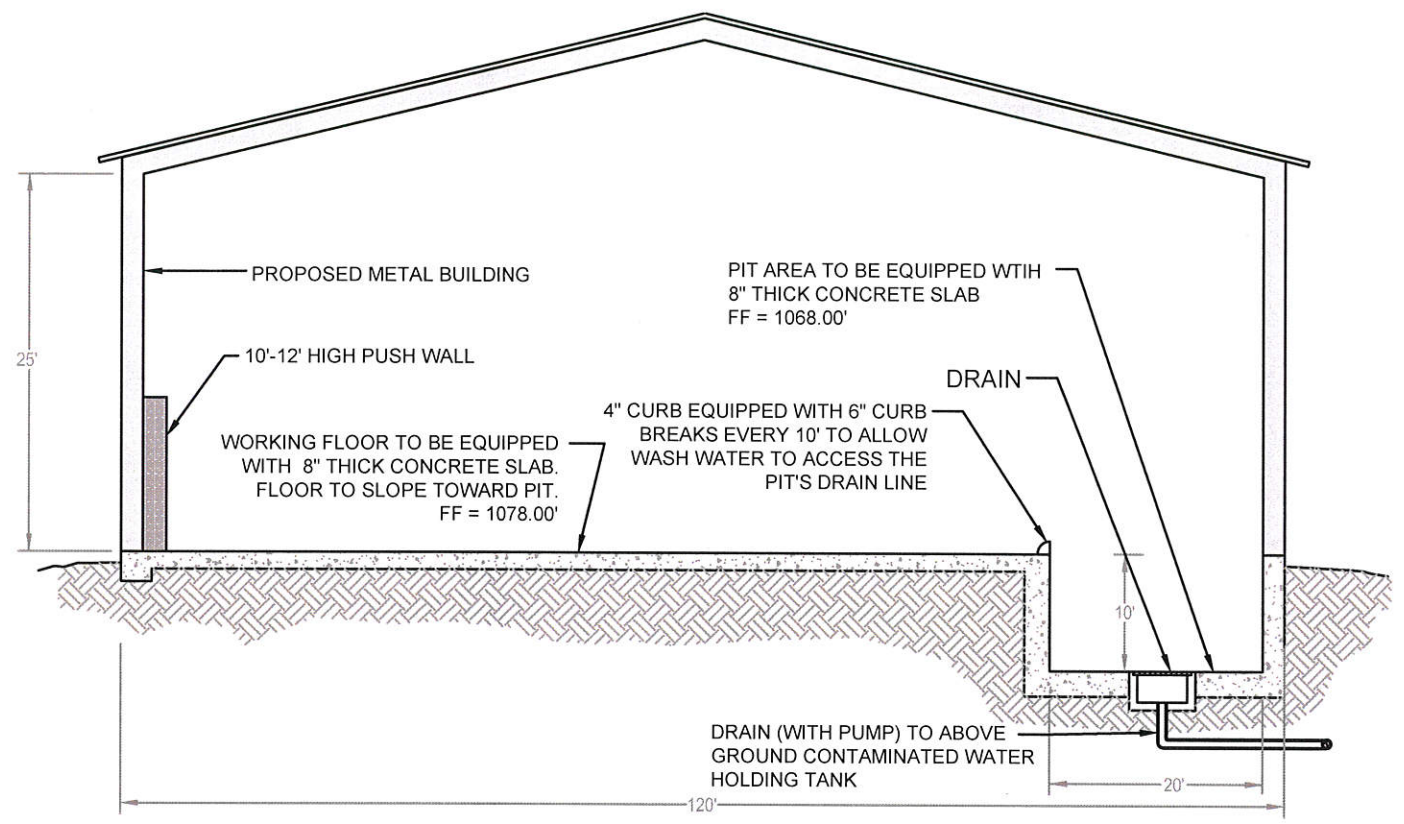 PROPOSED METAL BUILDING
PIT AREA TO BE EQUIPPED WTIH
8" THICK CONCRETE SLAB
FF = 1068.00'
25'
10'-12' HIGH PUSH WALL
DRAIN
4" CURB EQUIPPED WITH 6" CURB
BREAKS EVERY 10' TO ALLOW
WASH WATER TO ACCESS THE
PIT'S DRAIN LINE
WORKING FLOOR TO BE EQUIPPED
WITH 8" THICK CONCRETE SLAB.
FLOOR TO SLOPE TOWARD PIT.
FF = 1078.00'
10'
DRAIN (WITH PUMP) TO ABOVE
GROUND CONTAMINATED WATER
HOLDING TANK
20'
120'